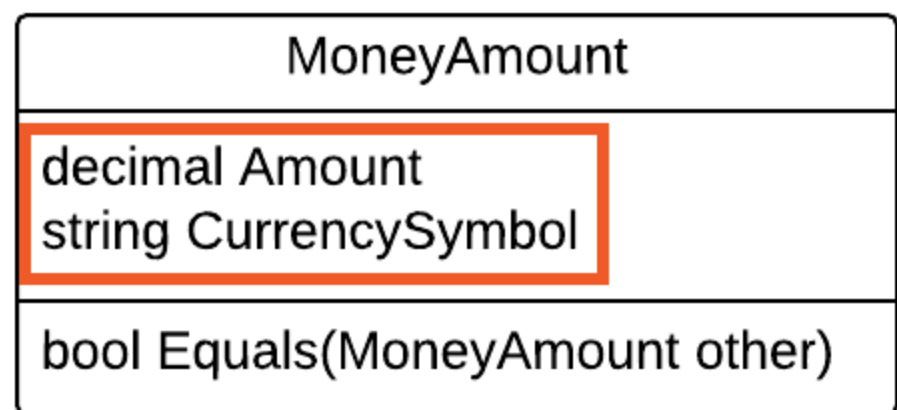 MoneyAmount
decimal Amount
string CurrencySymbol
bool Equals(MoneyAmount other)